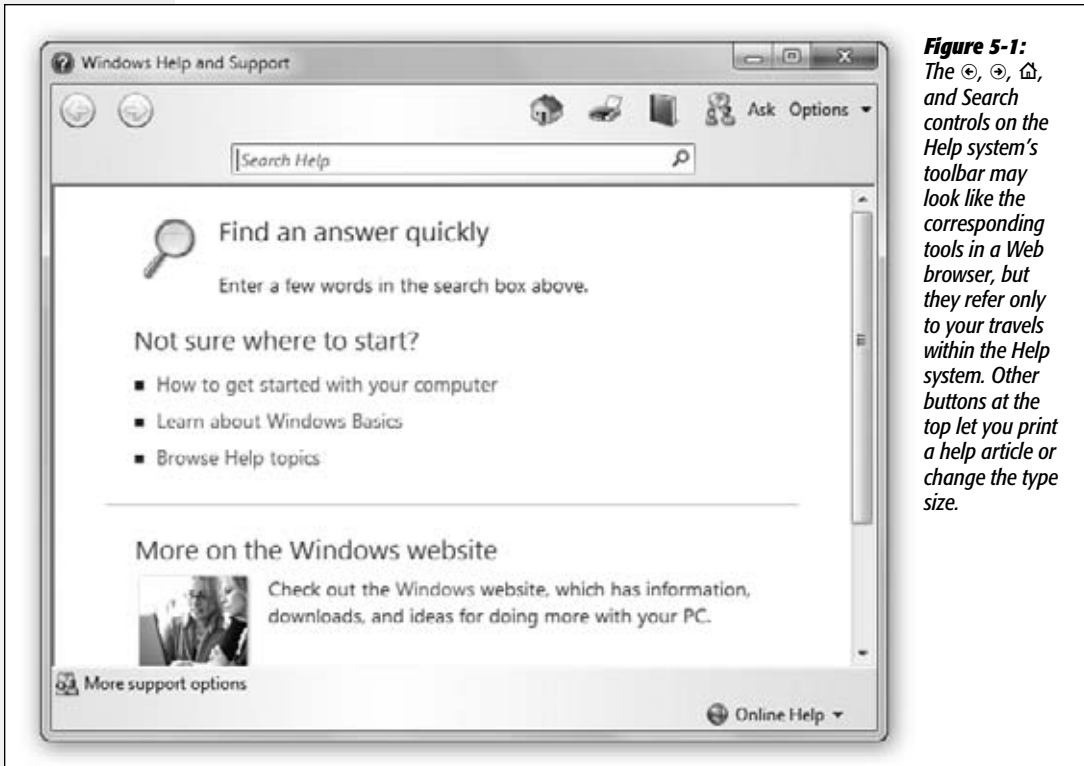 Windows Help and Support
Ask Options
Search Help
Find an answer quickly
Enter a few words in the search box above.
Not sure where to start?
How to get started with your computer
Learn about Windows Basics
Browse Help topics
More on the Windows website
Check out the Windows website, which has information,
downloads, and ideas for doing more with your PC.
More support options
Online Help
Figure 5-1:
The ←, →, ⌂,
and Search
controls on the
Help system’s
toolbar may
look like the
corresponding
tools in a Web
browser, but
they refer only
to your travels
within the Help
system. Other
buttons at the
top let you print
a help article or
change the type
size.